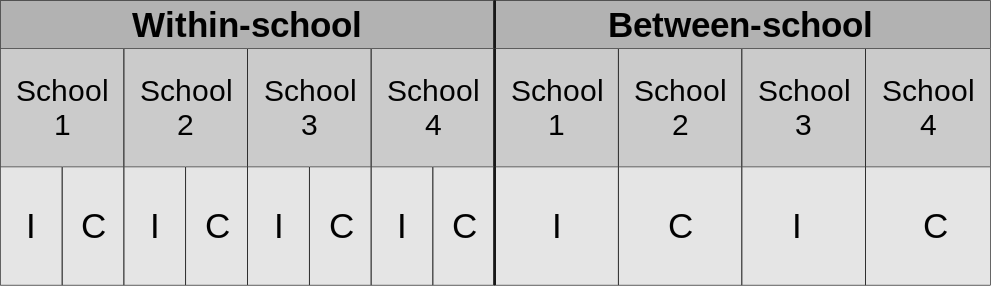 Within-school Between-school
School 1 School 2 School 3 School 4 School 1 School 2 School 3 School 4
I C I C I C I C I C I C